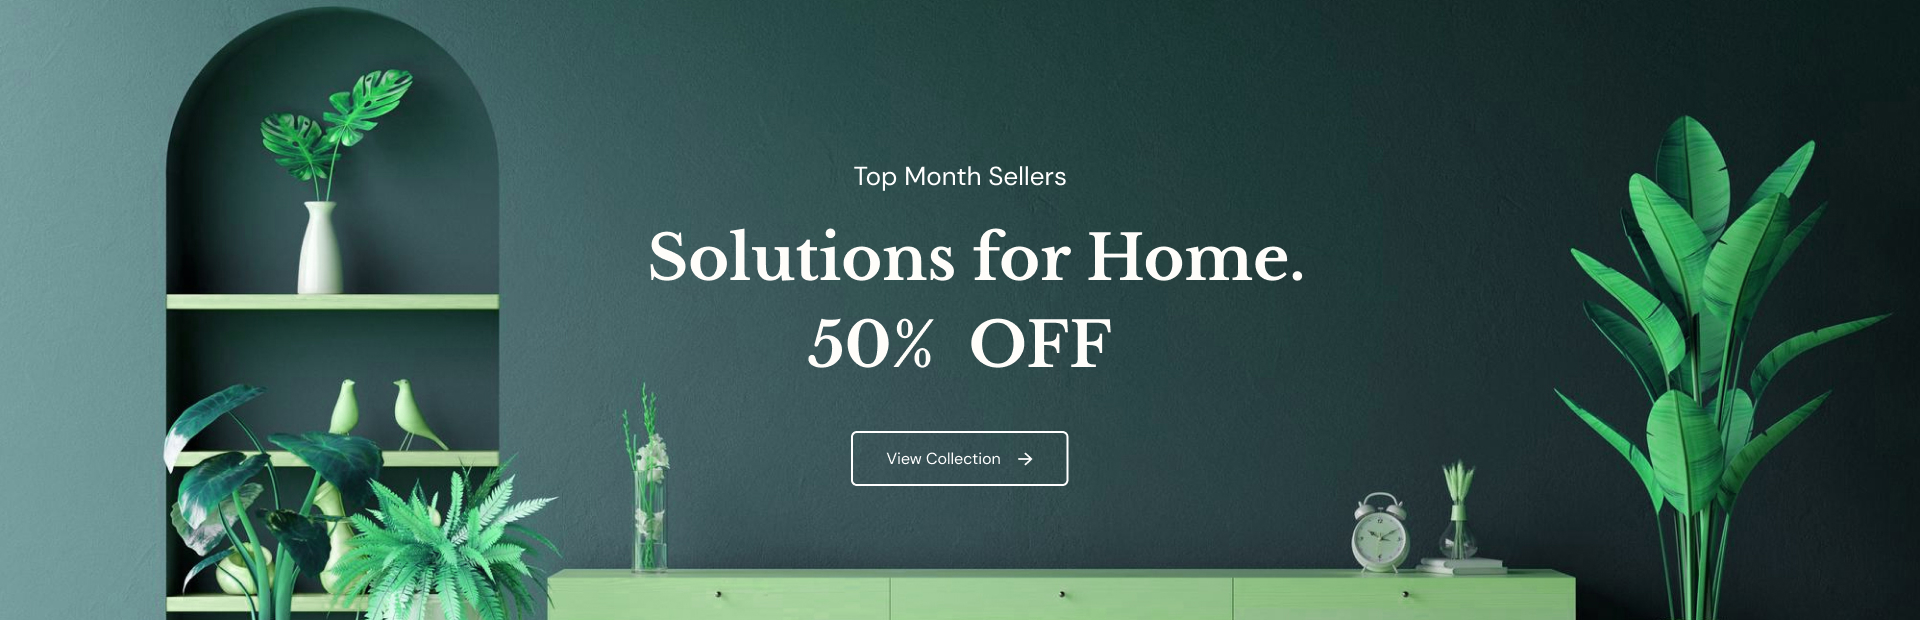 Top Month Sellers
Solutions for Home.
50% OFF
View Collection →